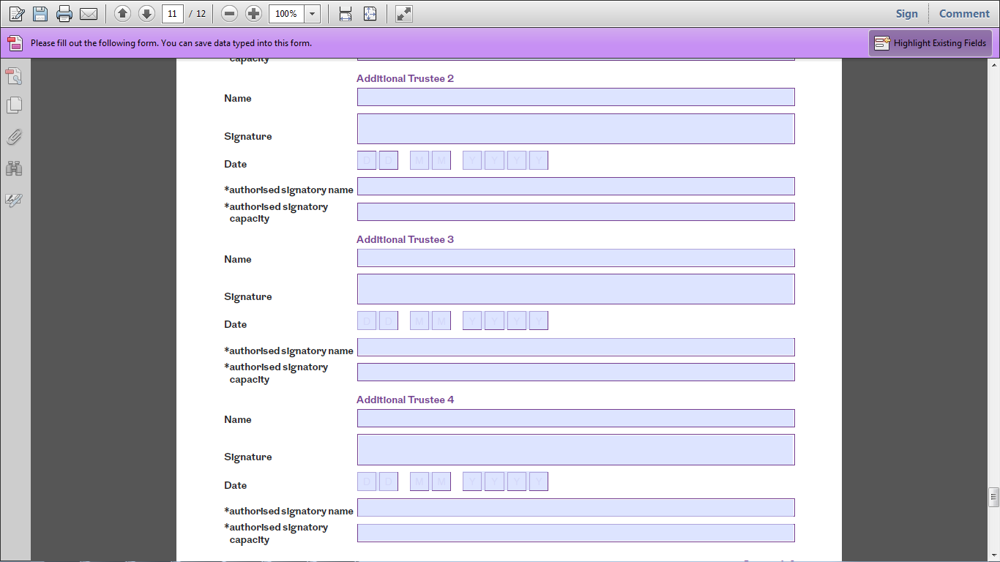 11 / 12 100% Sign Comment
Please fill out the following form. You can save data typed into this form. Highlight Existing Fields
capacity
Additional Trustee 2
Name
Signature
Date D D M M Y Y Y Y
*authorised signatory name
*authorised signatory
capacity
Additional Trustee 3
Name
Signature
Date D D M M Y Y Y Y
*authorised signatory name
*authorised signatory
capacity
Additional Trustee 4
Name
Signature
Date D D M M Y Y Y Y
*authorised signatory name
*authorised signatory
capacity